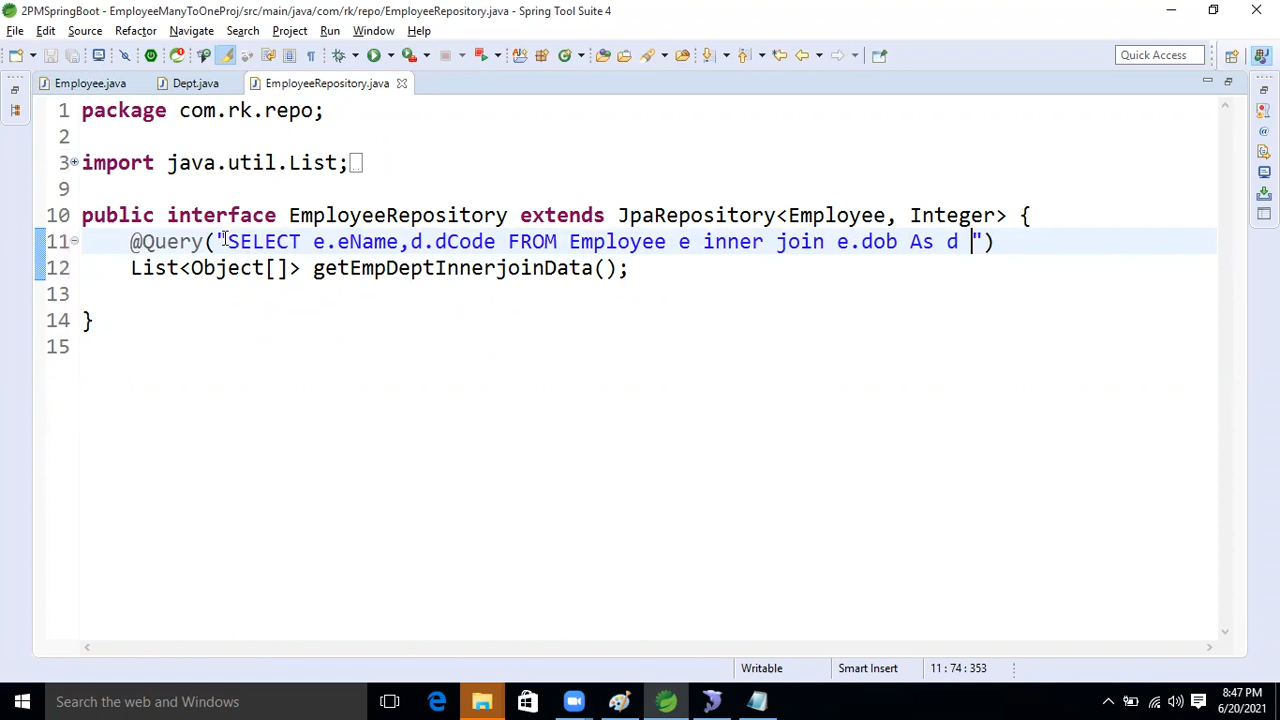 2PMSpringBoot - EmployeeManyToOneProj/src/main/java/com/rk/repo/EmployeeRepository.java - Spring Tool Suite 4
File Edit Source Refactor Navigate Search Project Run Window Help
Quick Access
Employee.java Dept.java EmployeeRepository.java
1 package com.rk.repo;
2
3 import java.util.List;
9
10 public interface EmployeeRepository extends JpaRepository<Employee, Integer> {
11 @Query("SELECT e.eName,d.dCode FROM Employee e inner join e.dob As d ")
12 List<Object[]> getEmpDeptInnerjoinData();
13
14 }
15
Writable Smart Insert 11 : 74 : 353
Search the web and Windows
8:47 PM
6/20/2021